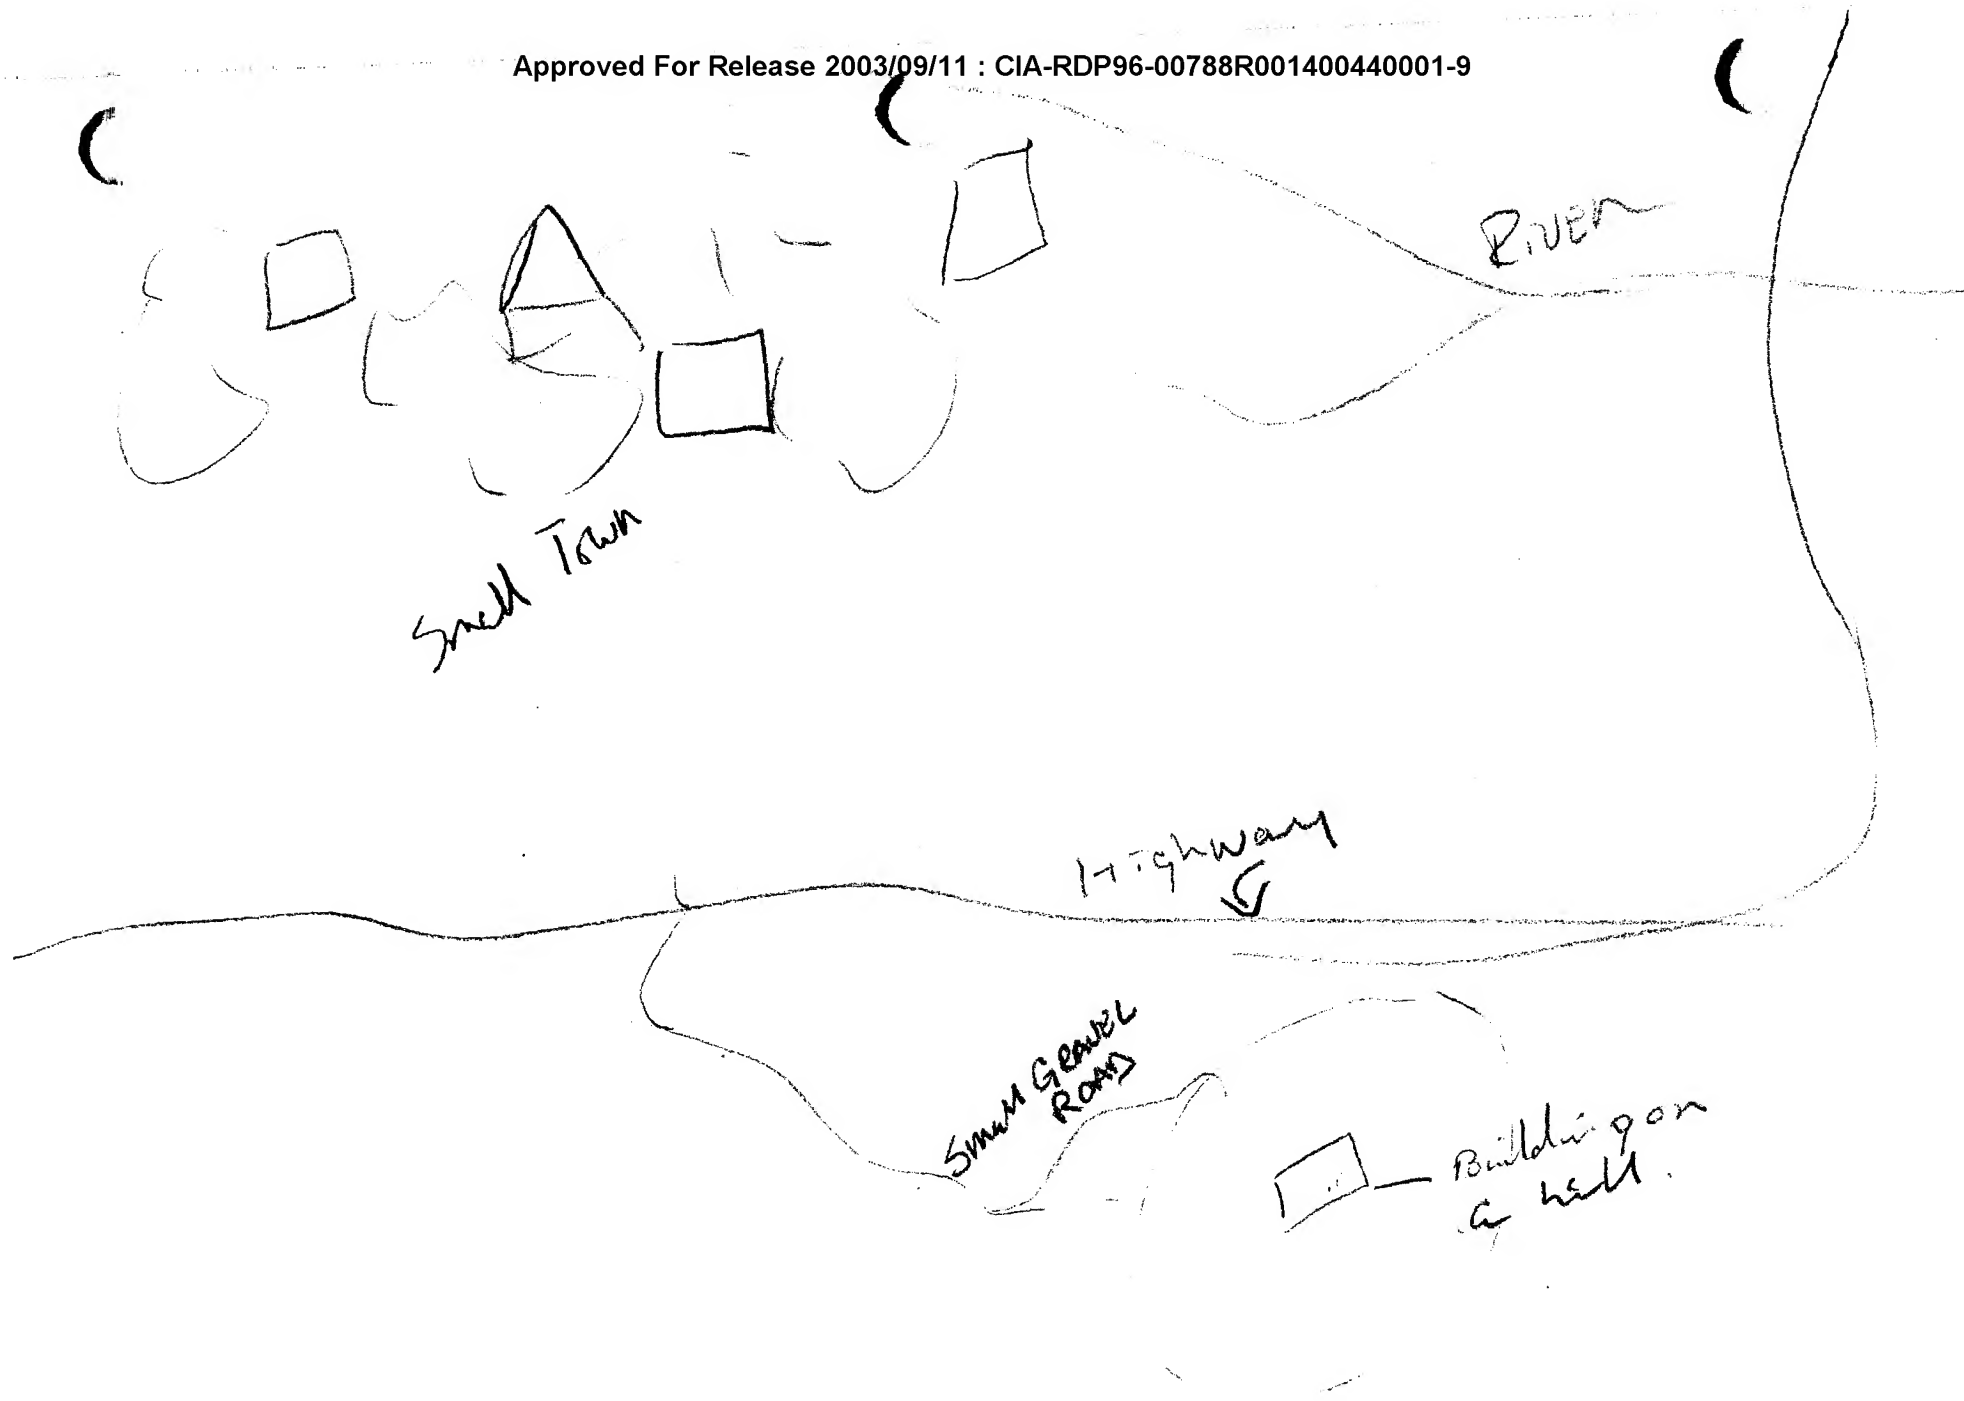 Approved For Release 2003/09/11 : CIA-RDP96-00788R001400440001-9
RIVER
Small Town
Highway
Small GRAVEL
ROAD
Building on
a hill.